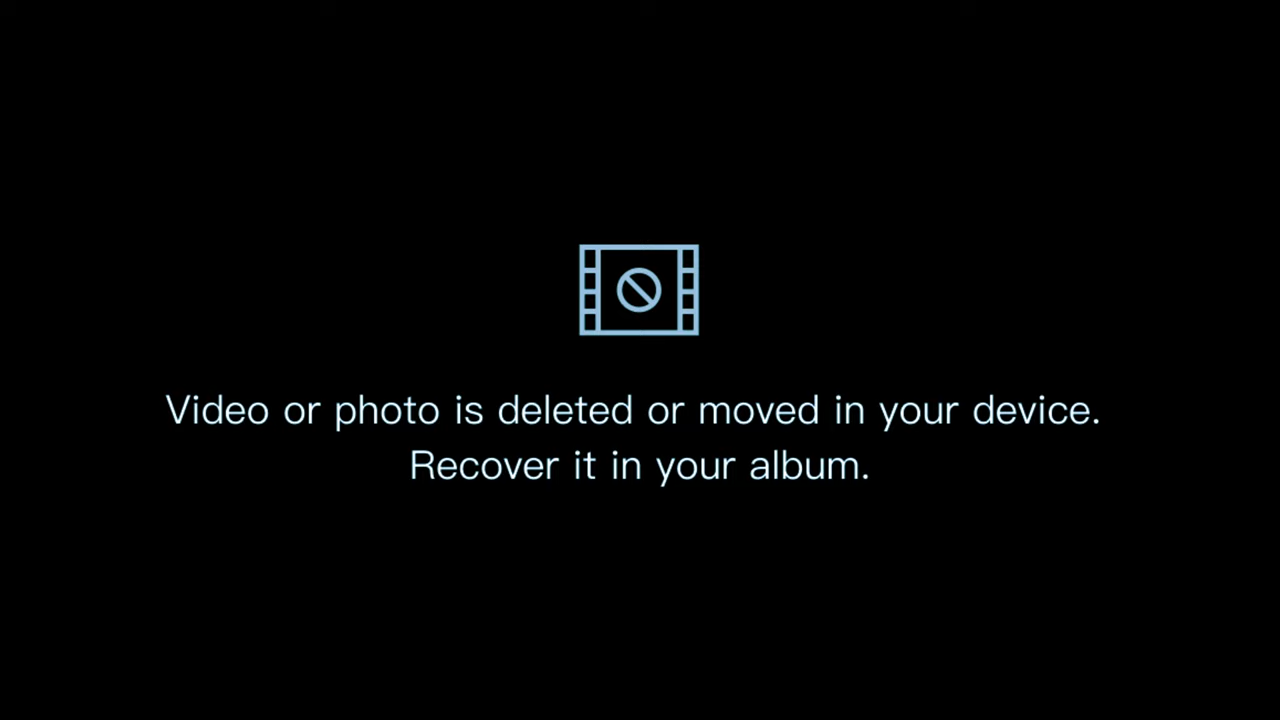 Video or photo is deleted or moved in your device.
Recover it in your album.